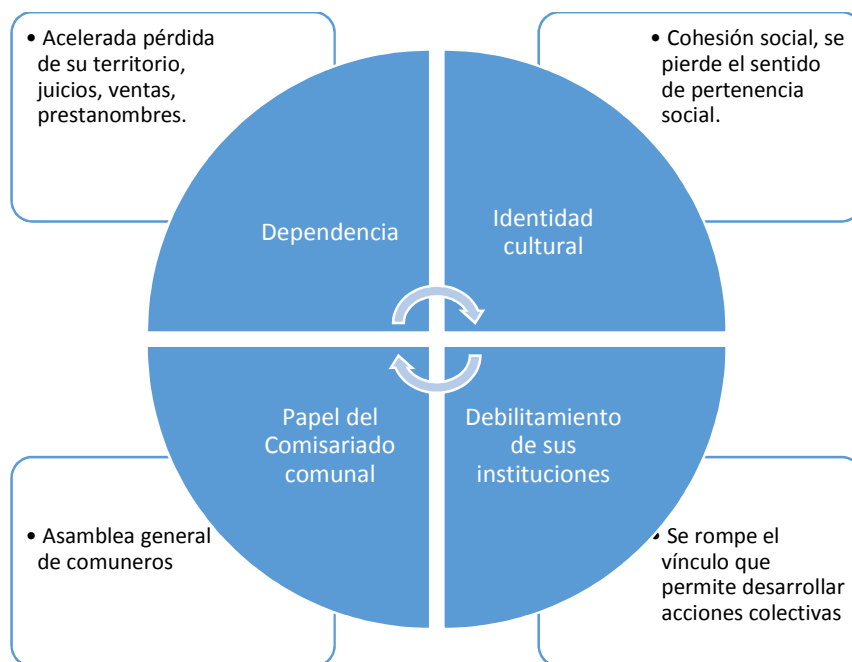 • Acelerada pérdida
de su territorio,
juicios, ventas,
prestanombres.
• Cohesión social, se
pierde el sentido
de pertenencia
social.
Dependencia
Identidad
cultural
Papel del
Comisariado
comunal
Debilitamiento
de sus
instituciones
• Asamblea general
de comuneros
• Se rompe el
vínculo que
permite desarrollar
acciones colectivas